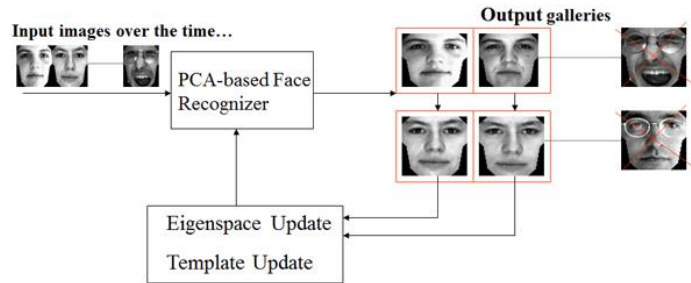 Input images over the time…
Output galleries
PCA-based Face
Recognizer
Eigenspace Update
Template Update